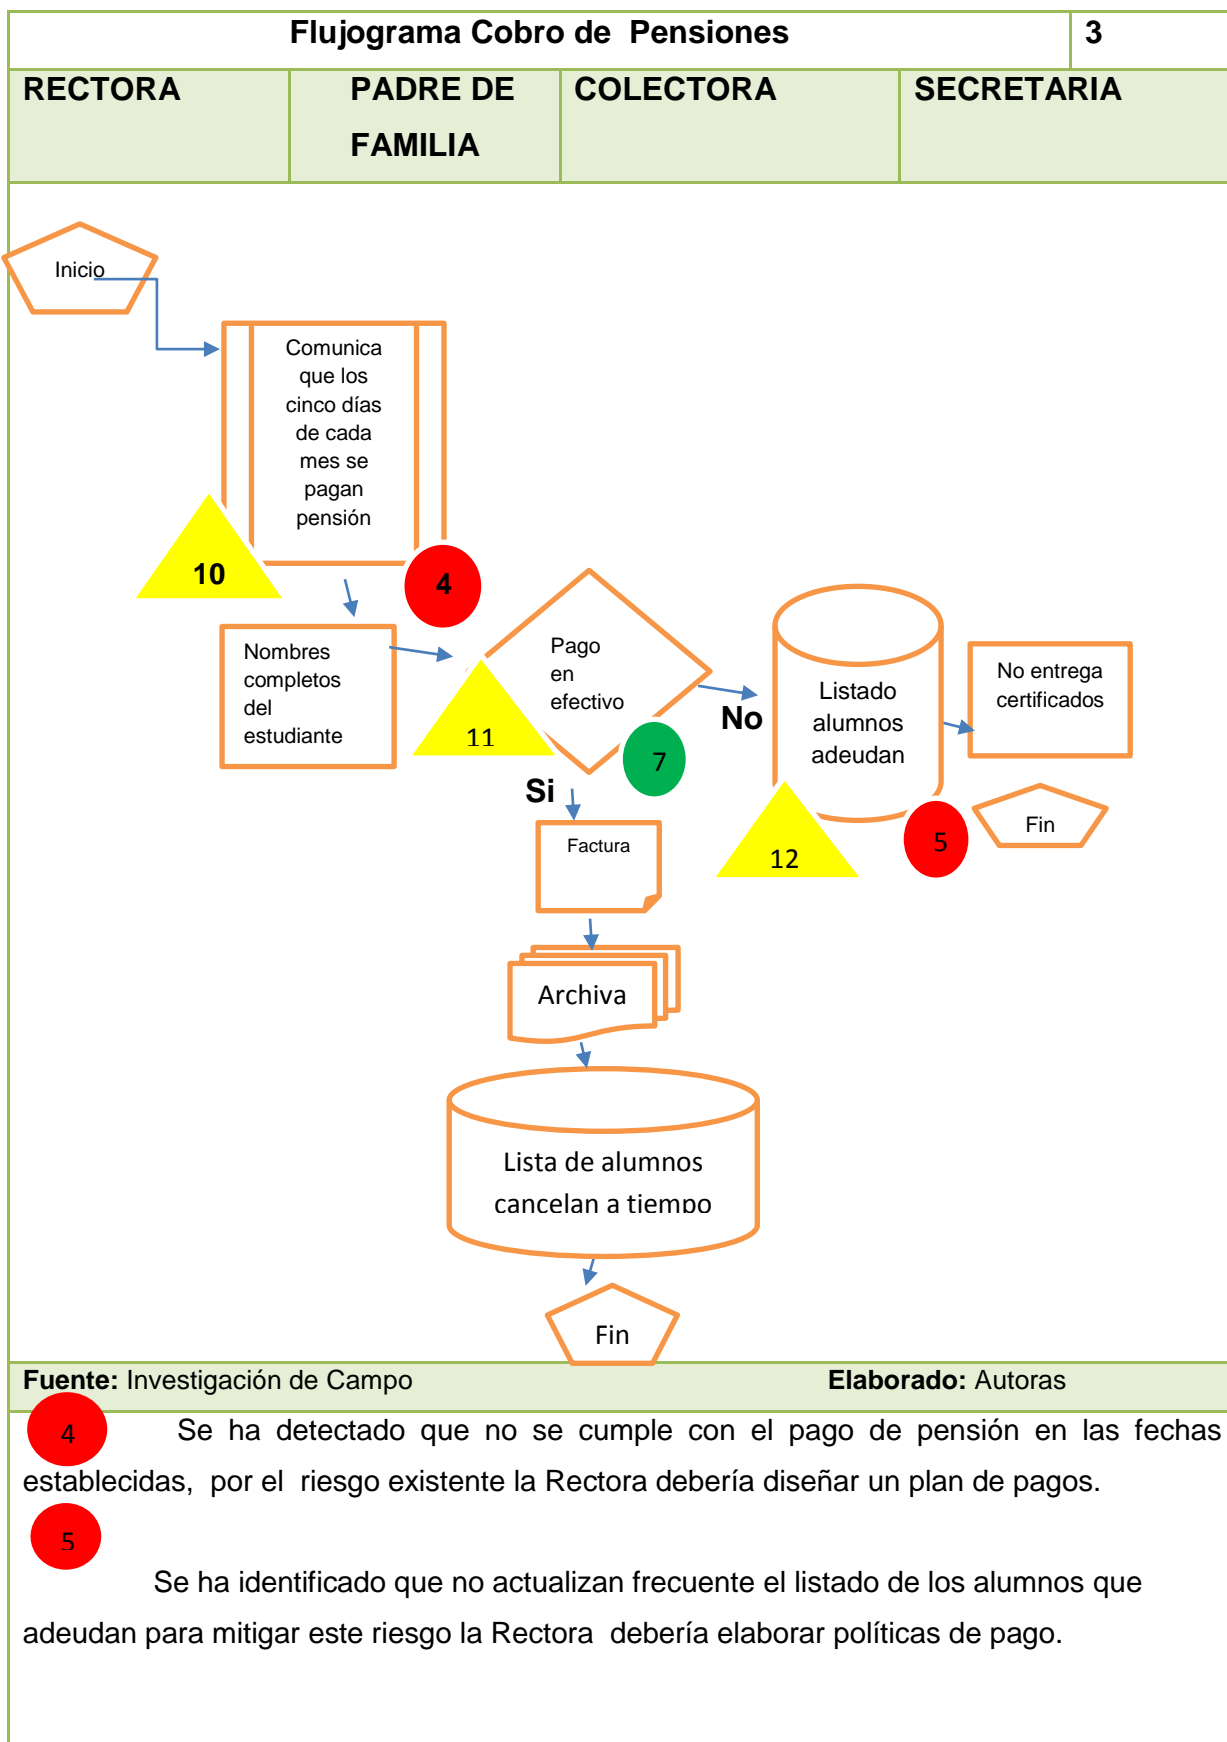 Flujograma Cobro de Pensiones
3
RECTORA
PADRE DE
FAMILIA
COLECTORA
SECRETARIA
Inicio
Comunica
que los
cinco días
de cada
mes se
pagan
pensión
10
4
Nombres
completos
del
estudiante
Pago
en
efectivo
11
7
No
Si
Listado
alumnos
adeudan
12
5
No entrega
certificados
Fin
Factura
Archiva
Lista de alumnos
cancelan a tiempo
Fin
Fuente: Investigación de Campo
Elaborado: Autoras
4
Se ha detectado que no se cumple con el pago de pensión en las fechas
establecidas, por el riesgo existente la Rectora debería diseñar un plan de pagos.
5
Se ha identificado que no actualizan frecuente el listado de los alumnos que
adeudan para mitigar este riesgo la Rectora debería elaborar políticas de pago.